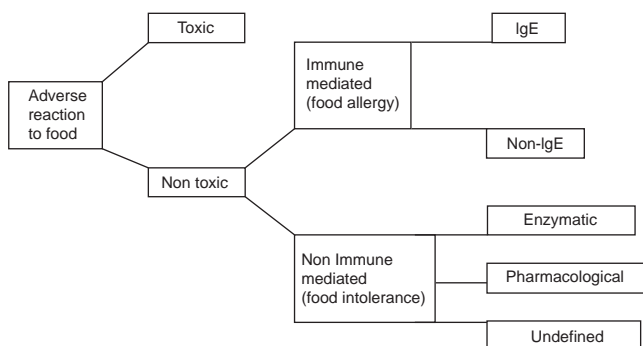 Toxic
IgE
Immune
mediated
(food allergy)
Adverse
reaction
to food
Non-IgE
Non toxic
Enzymatic
Non Immune
mediated
(food intolerance)
Pharmacological
Undefined